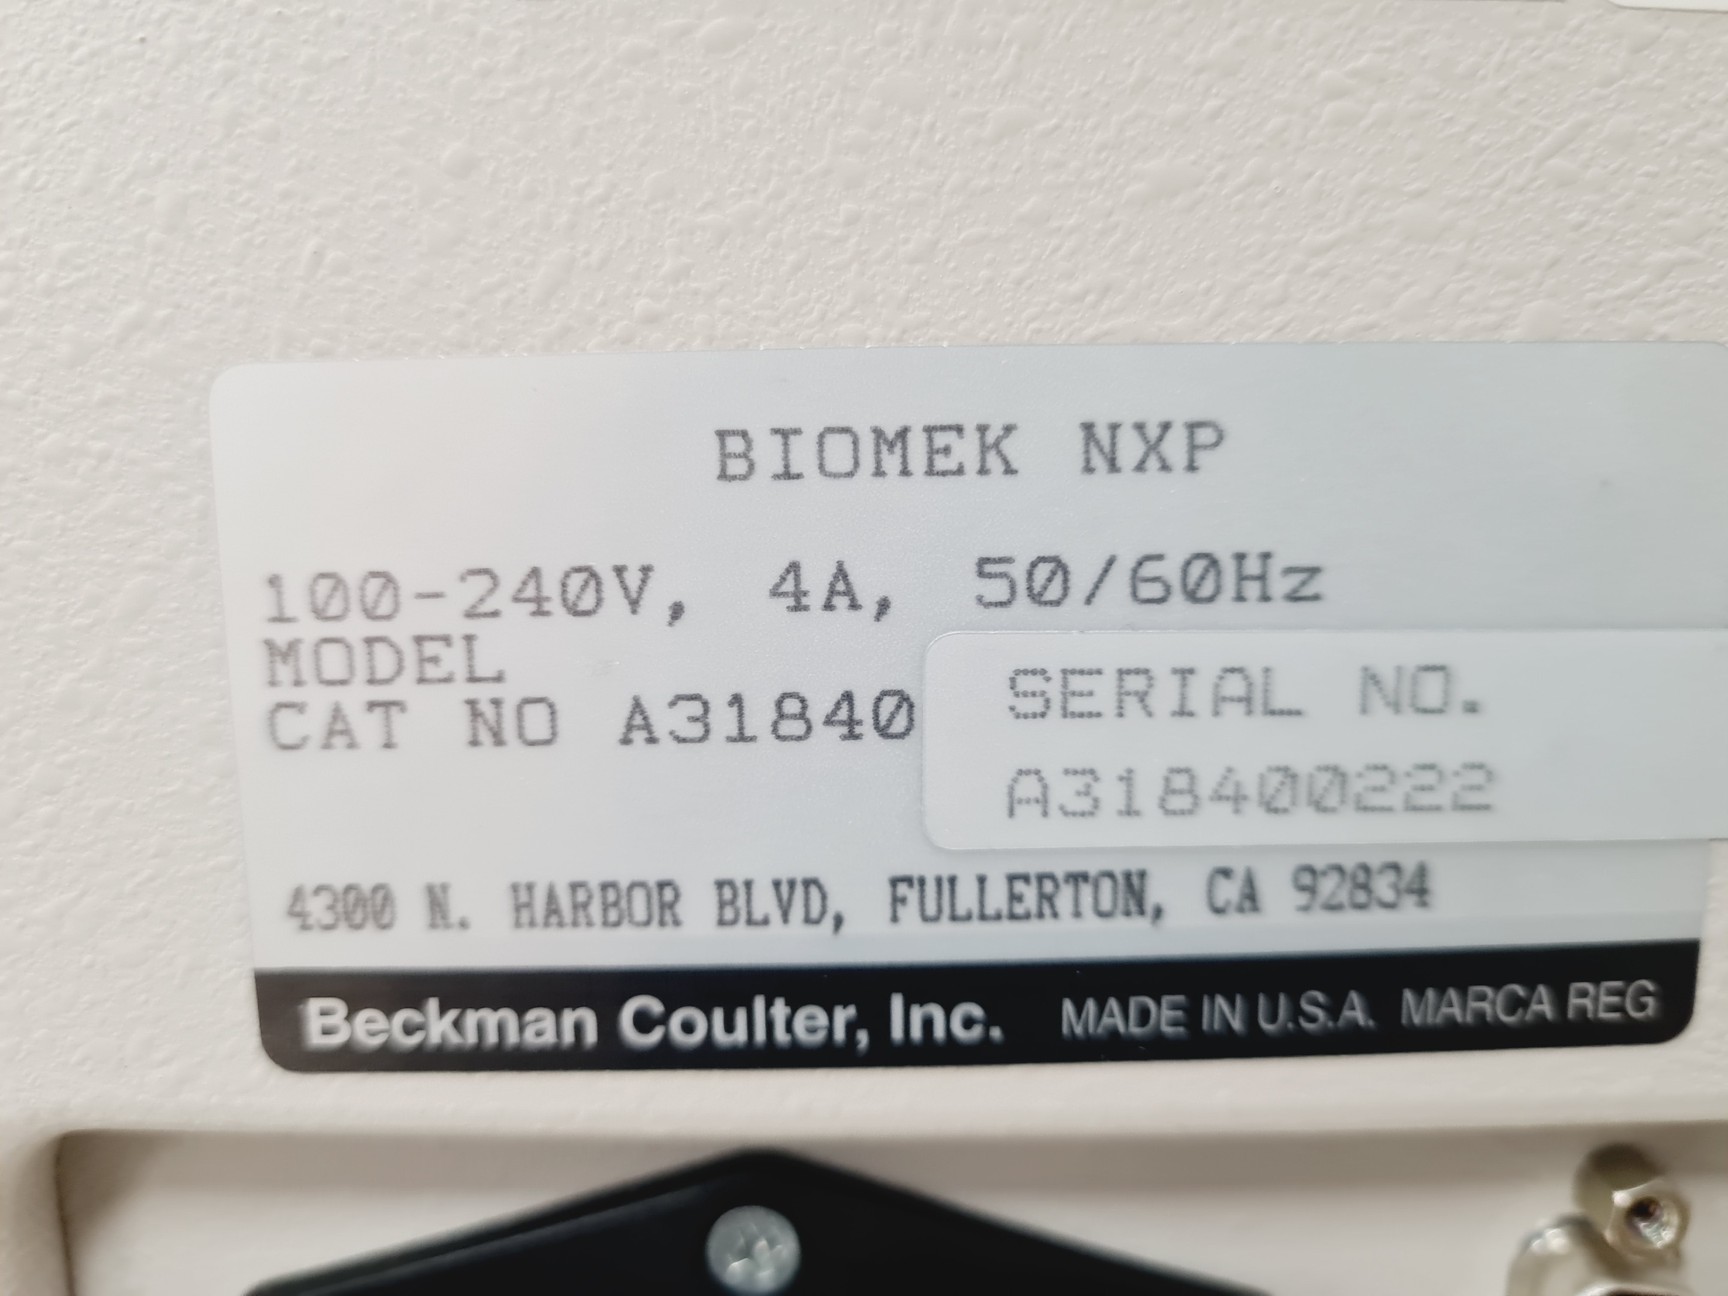 BIOMEK NXP
100-240V, 4A, 50/60Hz
MODEL
CAT NO A31840
SERIAL NO.
A318400222
4300 N. HARBOR BLVD, FULLERTON, CA 92834
Beckman Coulter, Inc. MADE IN U.S.A. MARCA REG